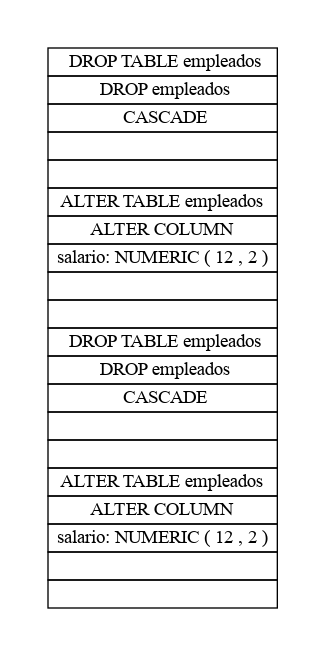 DROP TABLE empleados
DROP empleados
CASCADE
ALTER TABLE empleados
ALTER COLUMN
salario: NUMERIC ( 12 , 2 )
DROP TABLE empleados
DROP empleados
CASCADE
ALTER TABLE empleados
ALTER COLUMN
salario: NUMERIC ( 12 , 2 )